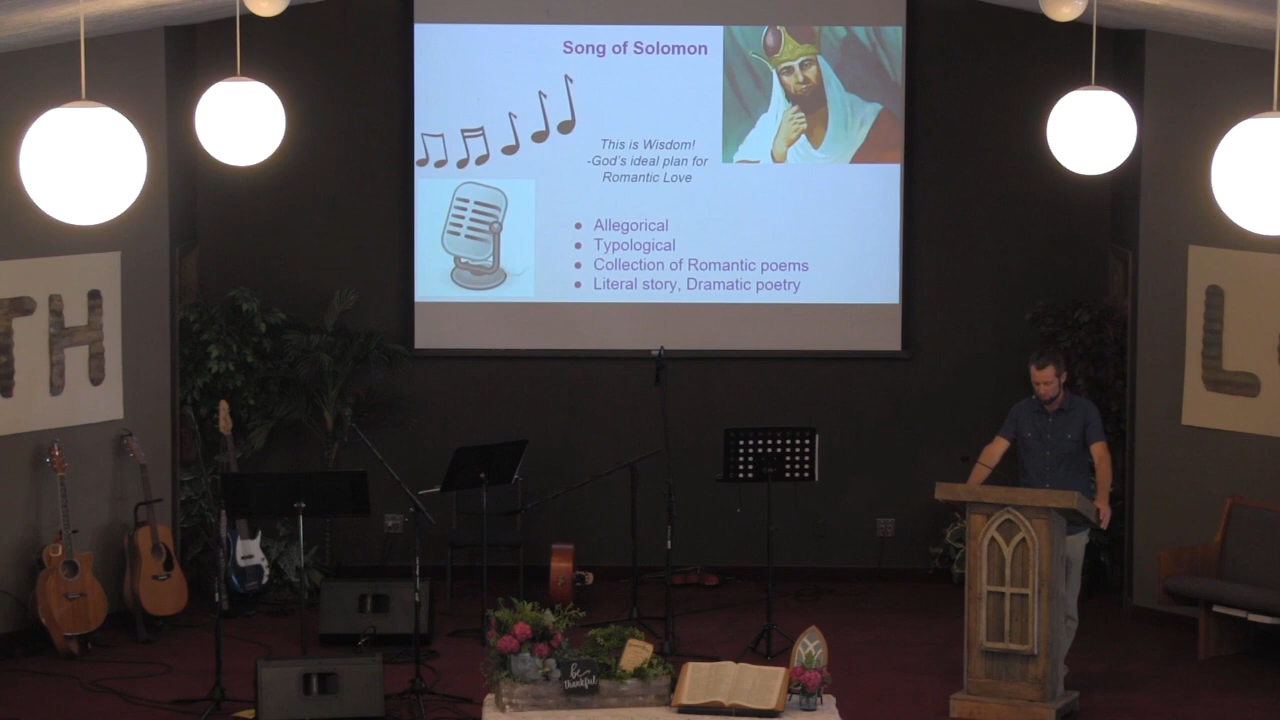 Song of Solomon
This is Wisdom!
-God's ideal plan for
Romantic Love
● Allegorical
● Typological
● Collection of Romantic poems
● Literal story, Dramatic poetry
TH
L
be
thankful